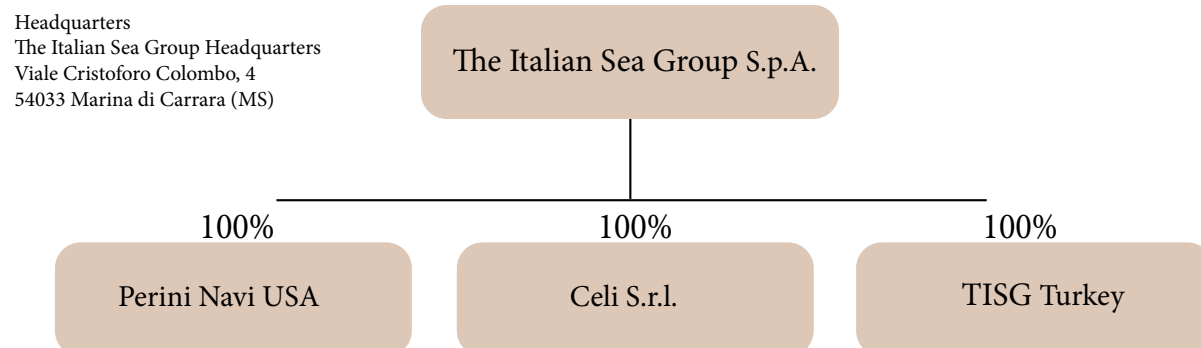 Headquarters
The Italian Sea Group Headquarters
Viale Cristoforo Colombo, 4
54033 Marina di Carrara (MS)
The Italian Sea Group S.p.A.
100%
100%
100%
Perini Navi USA
Celi S.r.l.
TISG Turkey